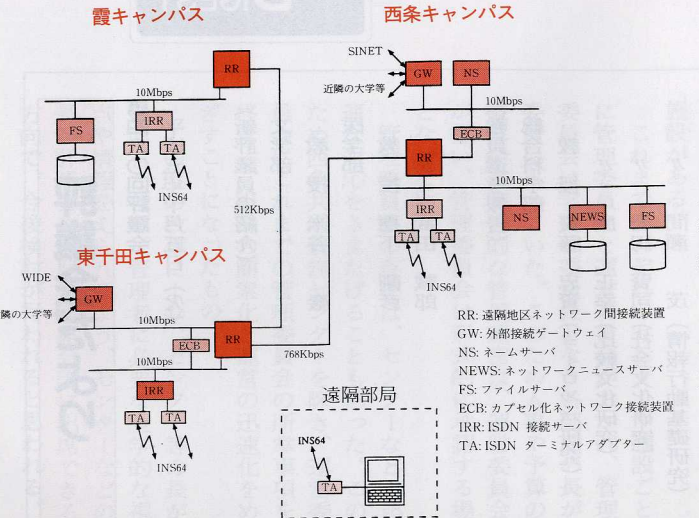 霞キャンパス
RR
10Mbps
FS
IRR
TA
TA
INS64
512Kbps
西条キャンパス
SINET
近隣の大学等
GW
NS
10Mbps
ECB
RR
10Mbps
IRR
TA
TA
INS64
NS
NEWS
FS
東千田キャンパス
WIDE
隣の大学等
GW
10Mbps
ECB
RR
768Kbps
10Mbps
IRR
TA
TA
INS64
遠隔部局
INS64
TA
RR: 遠隔地区ネットワーク間接続装置
GW: 外部接続ゲートウェイ
NS: ネームサーバ
NEWS: ネットワークニュースサーバ
FS: ファイルサーバ
ECB: カプセル化ネットワーク接続装置
IRR: ISDN 接続サーバ
TA: ISDN ターミナルアダプター